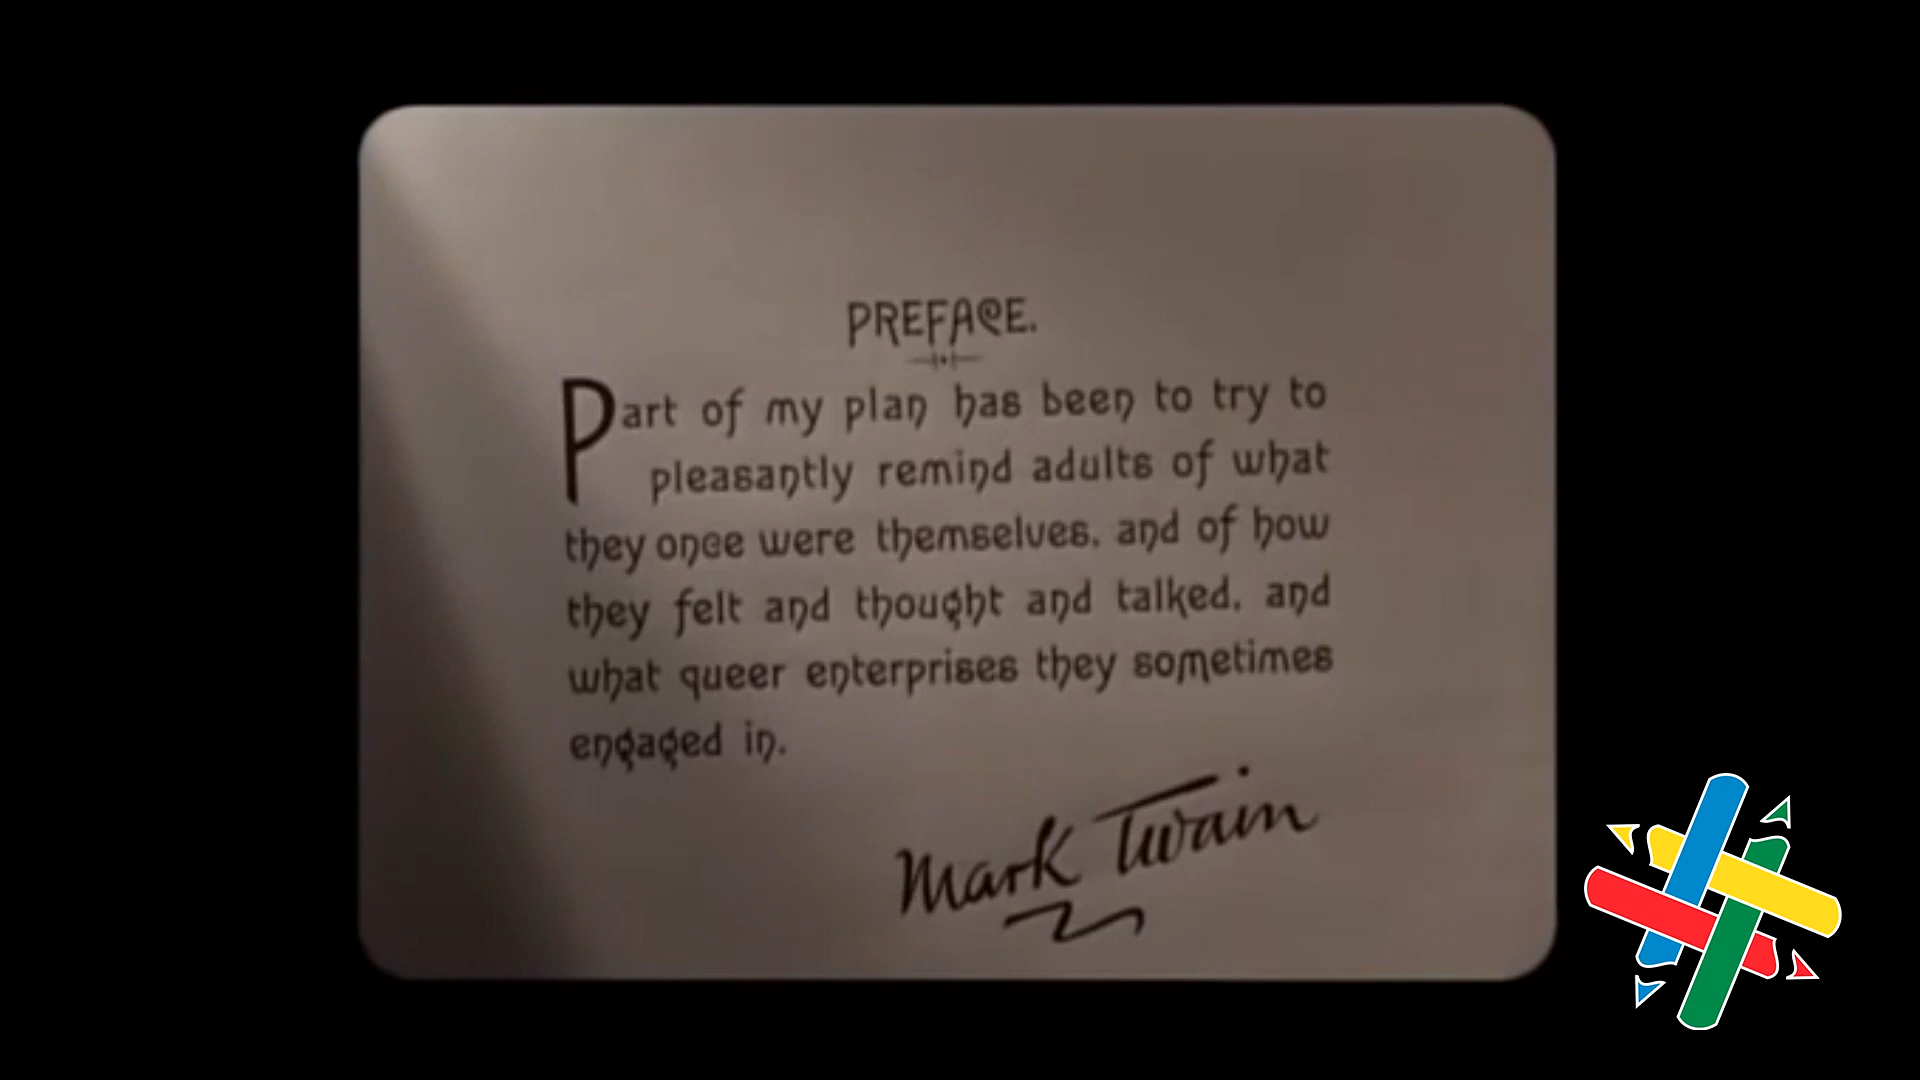 PREFACE.
Part of my plan has been to try to
pleasantly remind adults of what
they once were themselves, and of how
they felt and thought and talked, and
what queer enterprises they sometimes
engaged in.
Mark Twain